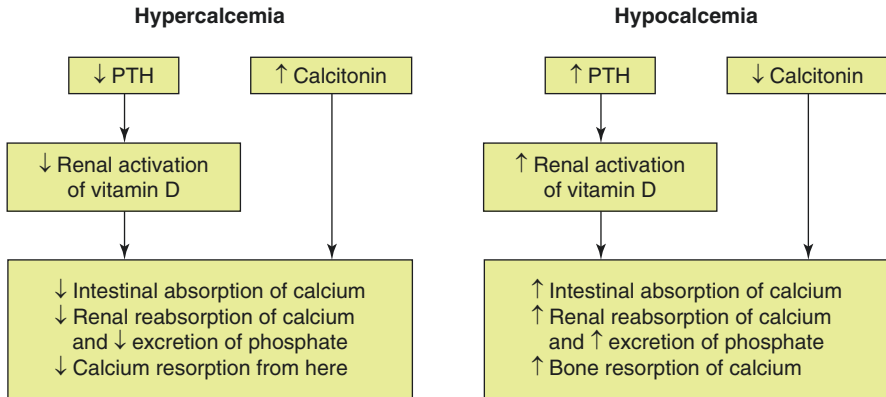 Hypercalcemia
↓ PTH
↑ Calcitonin
↓ Renal activation
of vitamin D
↓ Intestinal absorption of calcium
↓ Renal reabsorption of calcium
and ↓ excretion of phosphate
↓ Calcium resorption from here
Hypocalcemia
↑ PTH
↓ Calcitonin
↑ Renal activation
of vitamin D
↑ Intestinal absorption of calcium
↑ Renal reabsorption of calcium
and ↑ excretion of phosphate
↑ Bone resorption of calcium